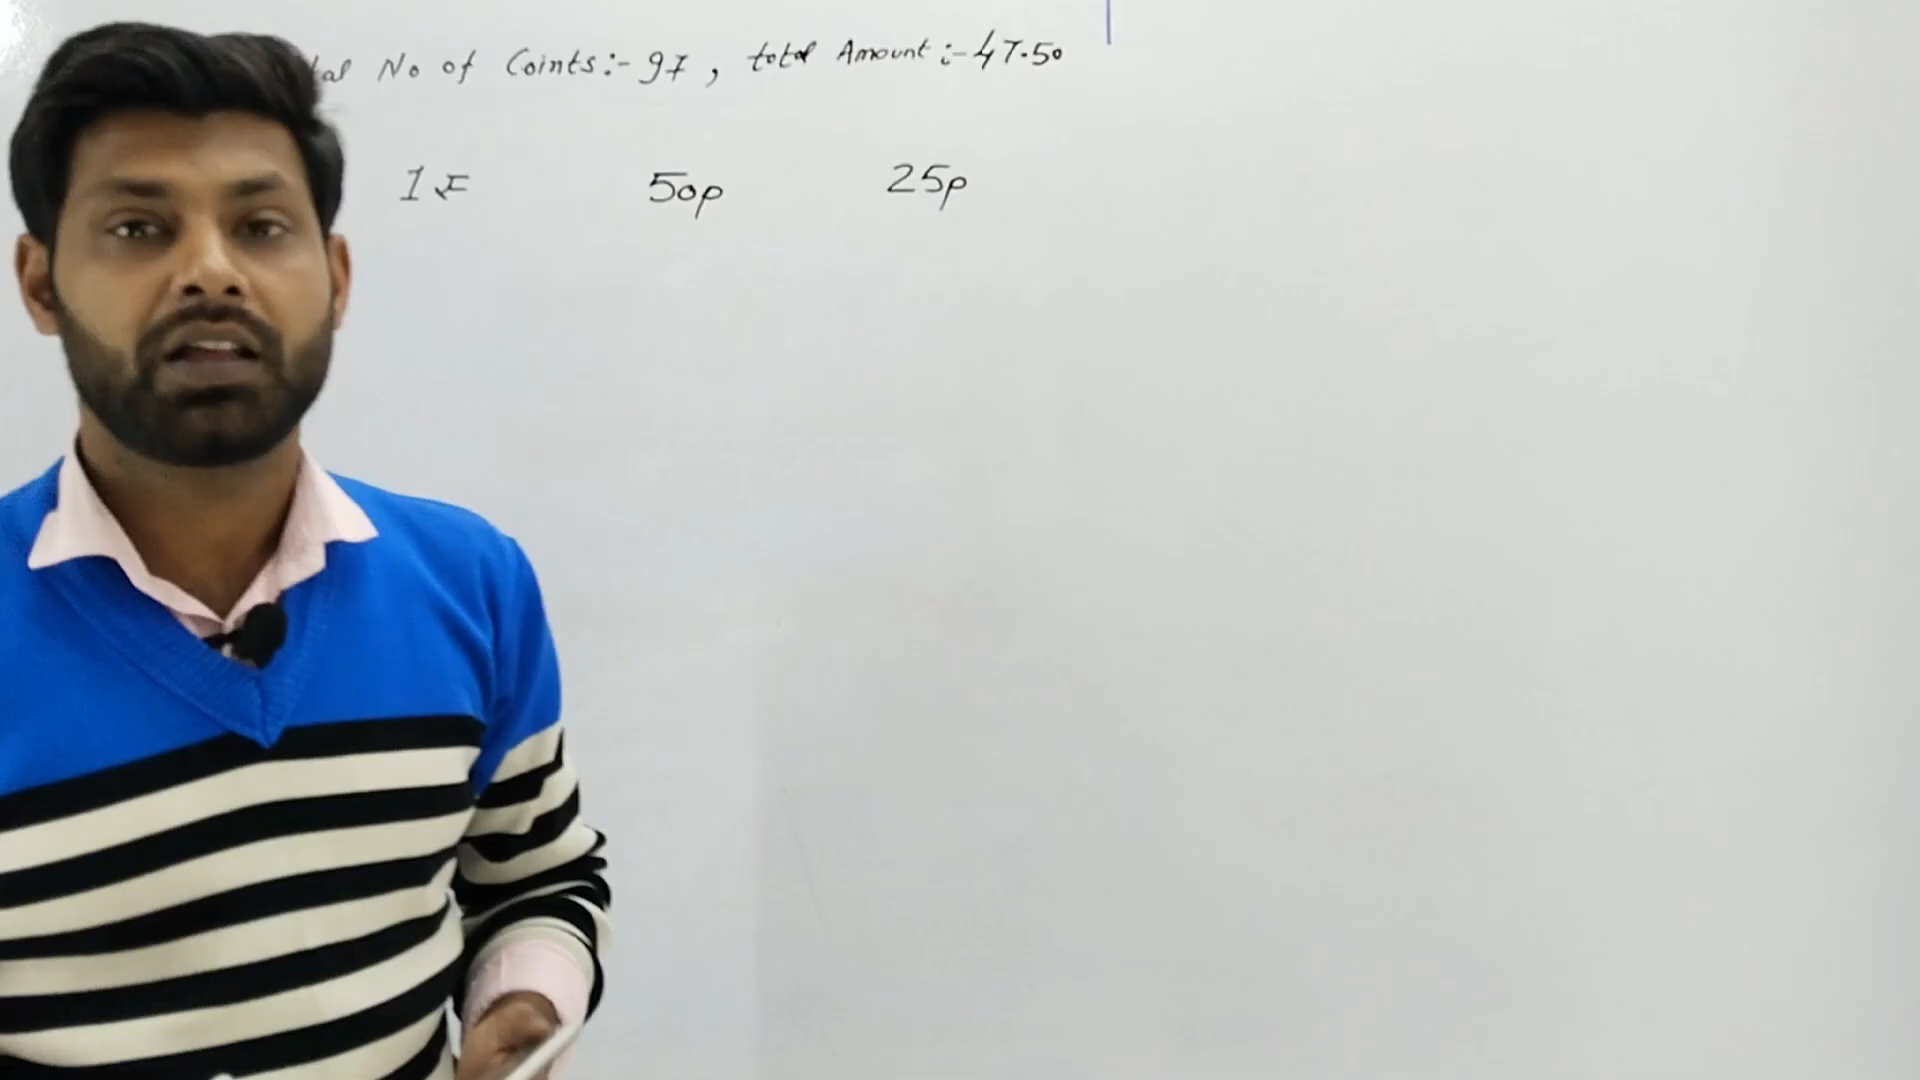 No of Coints:- 97, total Amount:- 47.50
1₹ 50p 25p